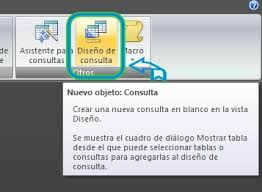 de
Asistente para
consultas
Diseño de
consulta
Macro
Otros
Nuevo objeto: Consulta
Crear una nueva consulta en blanco en la vista
Diseño.
Se muestra el cuadro de diálogo Mostrar tabla
desde el que puede seleccionar tablas o
consultas para agregarlas al diseño de
consulta.